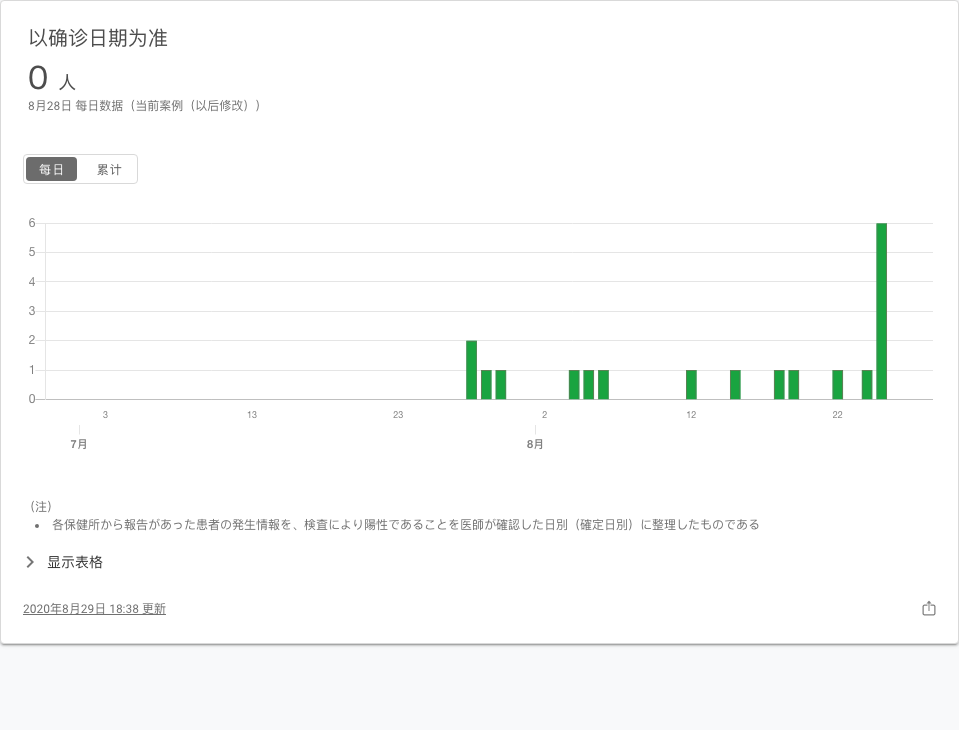 以确诊日期为准
0 人
8月28日 每日数据（当前案例（以后修改））
每日 累计
6
5
4
3
2
1
0
3 13 23 2 12 22
7月 8月
（注）
• 各保健所から報告があった患者の発生情報を、検査により陽性であることを医師が確認した日別（確定日別）に整理したものである
显示表格
2020年8月29日 18:38 更新